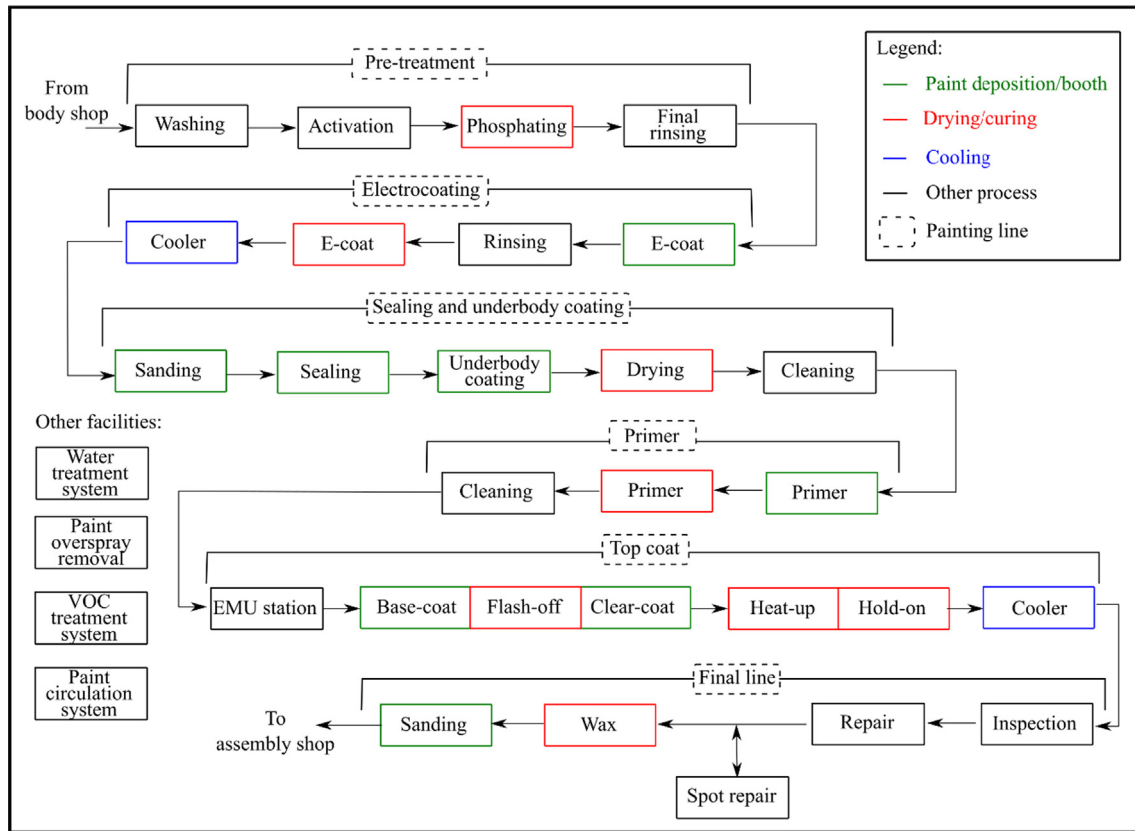 Legend:
Paint deposition/booth
Drying/curing
Cooling
Other process
Painting line
Pre-treatment
From
body shop
Washing
Activation
Phosphating
Final
rinsing
Electrocoating
Cooler
E-coat
Rinsing
E-coat
Sealing and underbody coating
Sanding
Sealing
Underbody
coating
Drying
Cleaning
Other facilities:
Water
treatment
system
Paint
overspray
removal
VOC
treatment
system
Paint
circulation
system
Primer
Cleaning
Primer
Primer
Top coat
EMU station
Base-coat
Flash-off
Clear-coat
Heat-up
Hold-on
Cooler
Final line
To
assembly shop
Sanding
Wax
Repair
Inspection
Spot repair